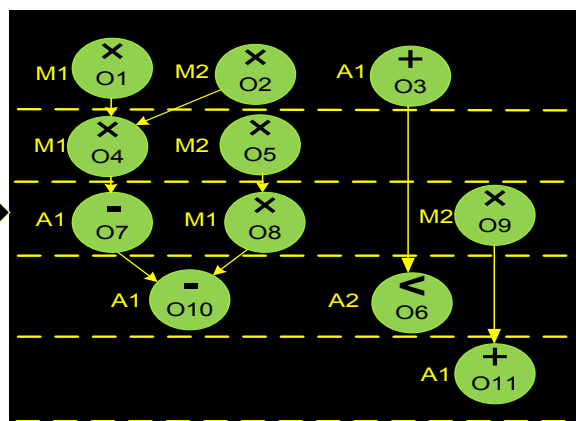 × × +
M1 O1 M2 O2 A1 O3
× ×
M1 O4 M2 O5
- × ×
A1 O7 M1 O8 M2 O9
- <
A1 O10 A2 O6
+
A1 O11